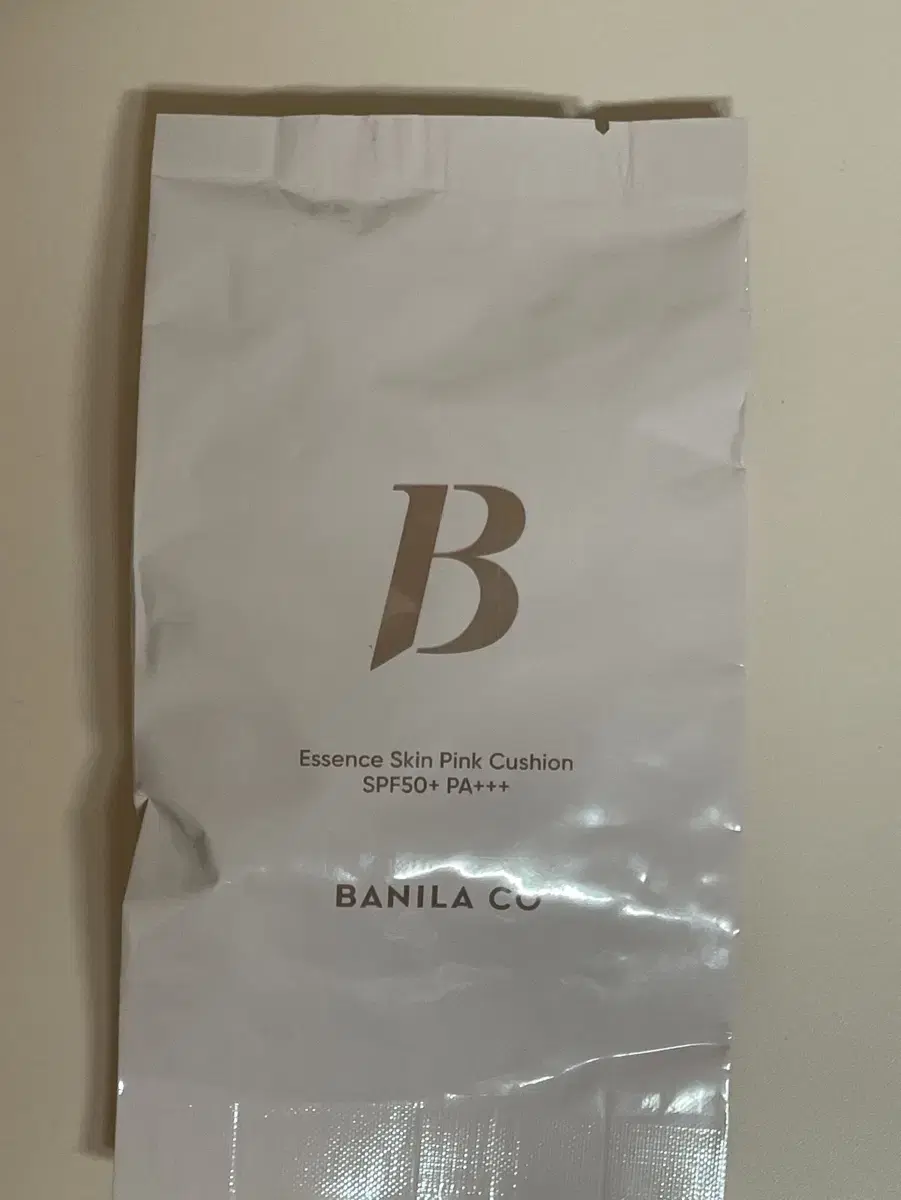 B
Essence Skin Pink Cushion
SPF50+ PA+++
BANILA CO